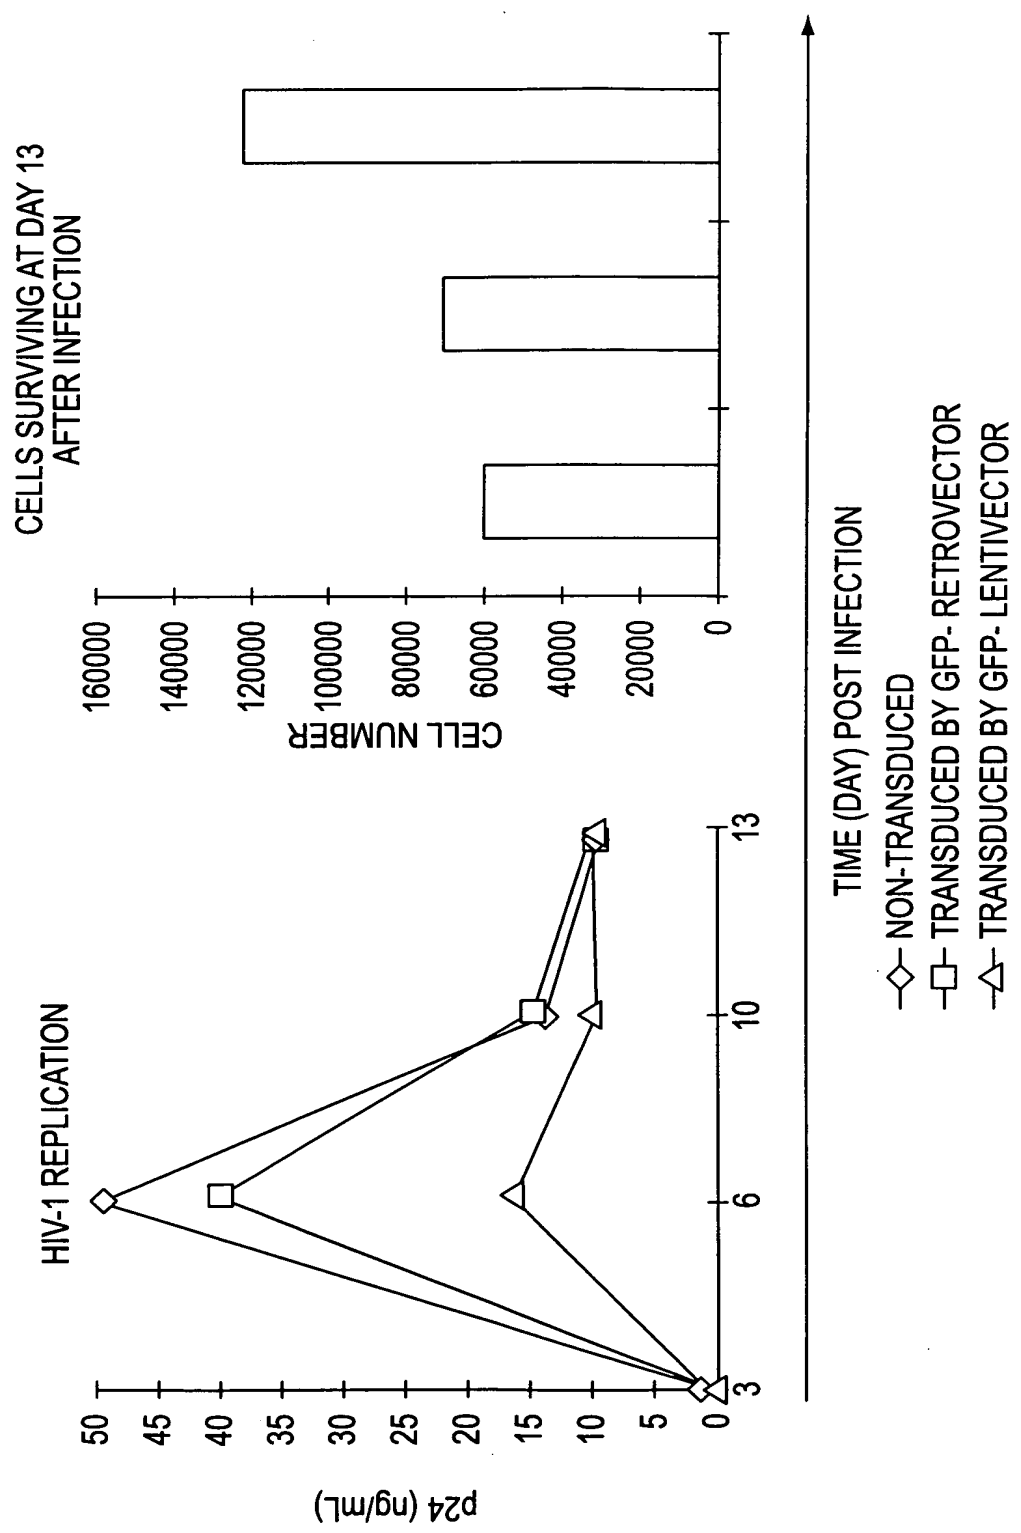 HIV-1 REPLICATION
p24 (ng/mL)
50
45
40
35
30
25
20
15
10
5
0
3
6
10
13
CELLS SURVIVING AT DAY 13
AFTER INFECTION
CELL NUMBER
160000
140000
120000
100000
80000
60000
40000
20000
0
TIME (DAY) POST INFECTION
NON-TRANSDUCED
TRANSDUCED BY GFP- RETROVECTOR
TRANSDUCED BY GFP- LENTIVECTOR